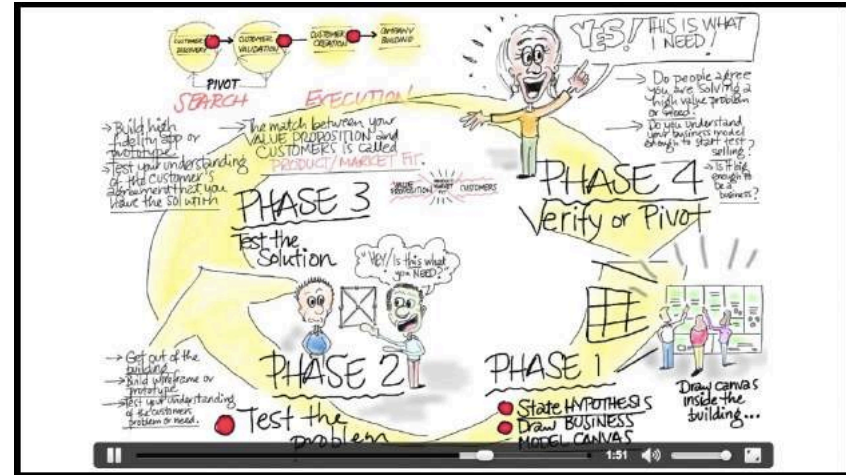 CUSTOMER
DISCOVERY
CUSTOMER
VALIDATION
CUSTOMER
CREATION
COMPANY
BUILDING
PIVOT
SEARCH
EXECUTION
→ Build high
fidelity app or
prototype
→ Test your understanding
of the customer's
agreement that you
have the solution
→ The match between your
VALUE PROPOSITION and
CUSTOMERS is called
PRODUCT/MARKET FIT.
PHASE 3
Test the
Solution
VALUE
PROPOSITION
CUSTOMERS
YES! THIS IS WHAT
I NEED!
→ Do people agree
you are solving a
high value problem
or need.
→ Do you understand
your business model
enough to start test
selling?
→ Is it big
enough to
be a
business?
PHASE 4
Verify or Pivot
"HEY! Is this what
you NEED?"
→ Get out of the
building
→ Build wireframe or
prototype
→ Test your understanding
of the customers
problem or need.
PHASE 2
Test the
problem
PHASE 1
State HYPOTHESIS
Draw BUSINESS
MODEL CANVAS
Draw canvas
inside the
building...
1:51